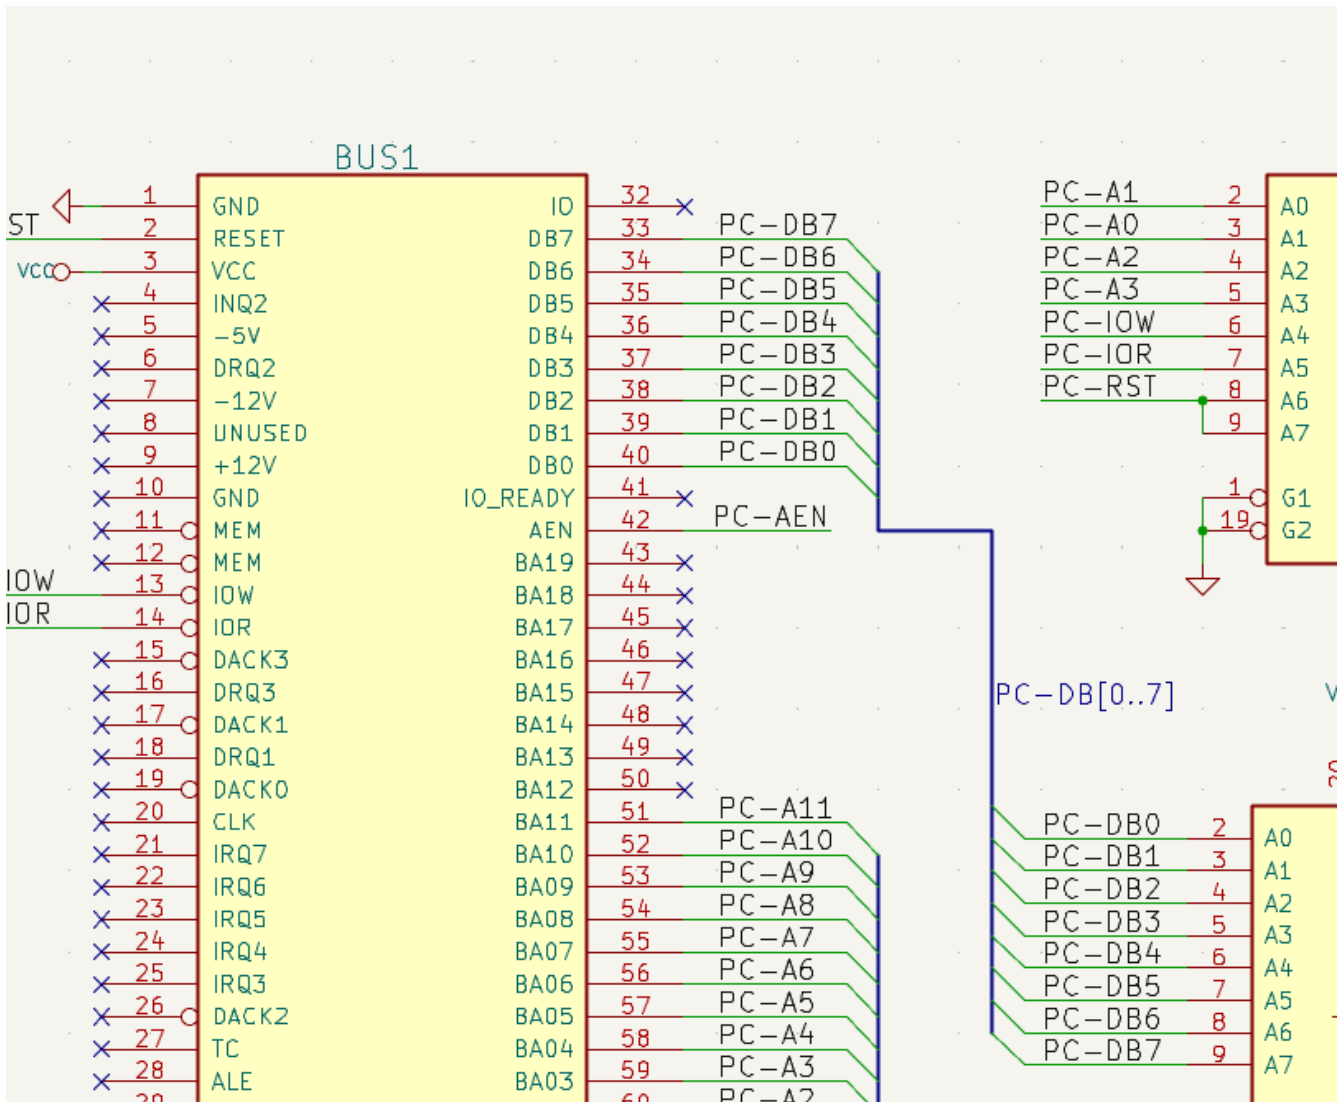 BUS1
1 GND IO 32
ST 2 RESET DB7 33 PC-DB7
VCC 3 VCC DB6 34 PC-DB6
4 INQ2 DB5 35 PC-DB5
5 -5V DB4 36 PC-DB4
6 DRQ2 DB3 37 PC-DB3
7 -12V DB2 38 PC-DB2
8 UNUSED DB1 39 PC-DB1
9 +12V DB0 40 PC-DB0
10 GND IO_READY 41
11 MEM AEN 42 PC-AEN
12 MEM BA19 43
IOW 13 IOW BA18 44
IOR 14 IOR BA17 45
15 DACK3 BA16 46
16 DRQ3 BA15 47
17 DACK1 BA14 48
18 DRQ1 BA13 49
19 DACK0 BA12 50
20 CLK BA11 51 PC-A11
21 IRQ7 BA10 52 PC-A10
22 IRQ6 BA09 53 PC-A9
23 IRQ5 BA08 54 PC-A8
24 IRQ4 BA07 55 PC-A7
25 IRQ3 BA06 56 PC-A6
26 DACK2 BA05 57 PC-A5
27 TC BA04 58 PC-A4
28 ALE BA03 59 PC-A3
29 60 PC-A2
PC-A1 2 A0
PC-A0 3 A1
PC-A2 4 A2
PC-A3 5 A3
PC-IOW 6 A4
PC-IOR 7 A5
PC-RST 8 A6
9 A7
1 G1
19 G2
PC-DB[0..7]
V
20
PC-DB0 2 A0
PC-DB1 3 A1
PC-DB2 4 A2
PC-DB3 5 A3
PC-DB4 6 A4
PC-DB5 7 A5
PC-DB6 8 A6
PC-DB7 9 A7